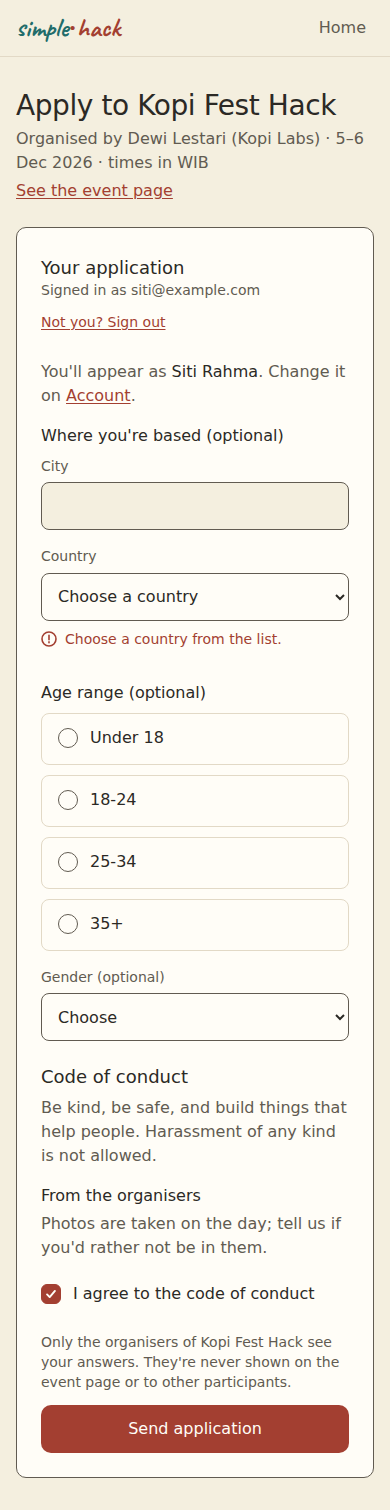 simple·hack
Home
Apply to Kopi Fest Hack
Organised by Dewi Lestari (Kopi Labs) · 5–6
Dec 2026 · times in WIB
See the event page
Your application
Signed in as siti@example.com
Not you? Sign out
You'll appear as Siti Rahma. Change it
on Account.
Where you're based (optional)
City
Country
Choose a country
Choose a country from the list.
Age range (optional)
Under 18
18-24
25-34
35+
Gender (optional)
Choose
Code of conduct
Be kind, be safe, and build things that
help people. Harassment of any kind
is not allowed.
From the organisers
Photos are taken on the day; tell us if
you'd rather not be in them.
I agree to the code of conduct
Only the organisers of Kopi Fest Hack see
your answers. They're never shown on the
event page or to other participants.
Send application